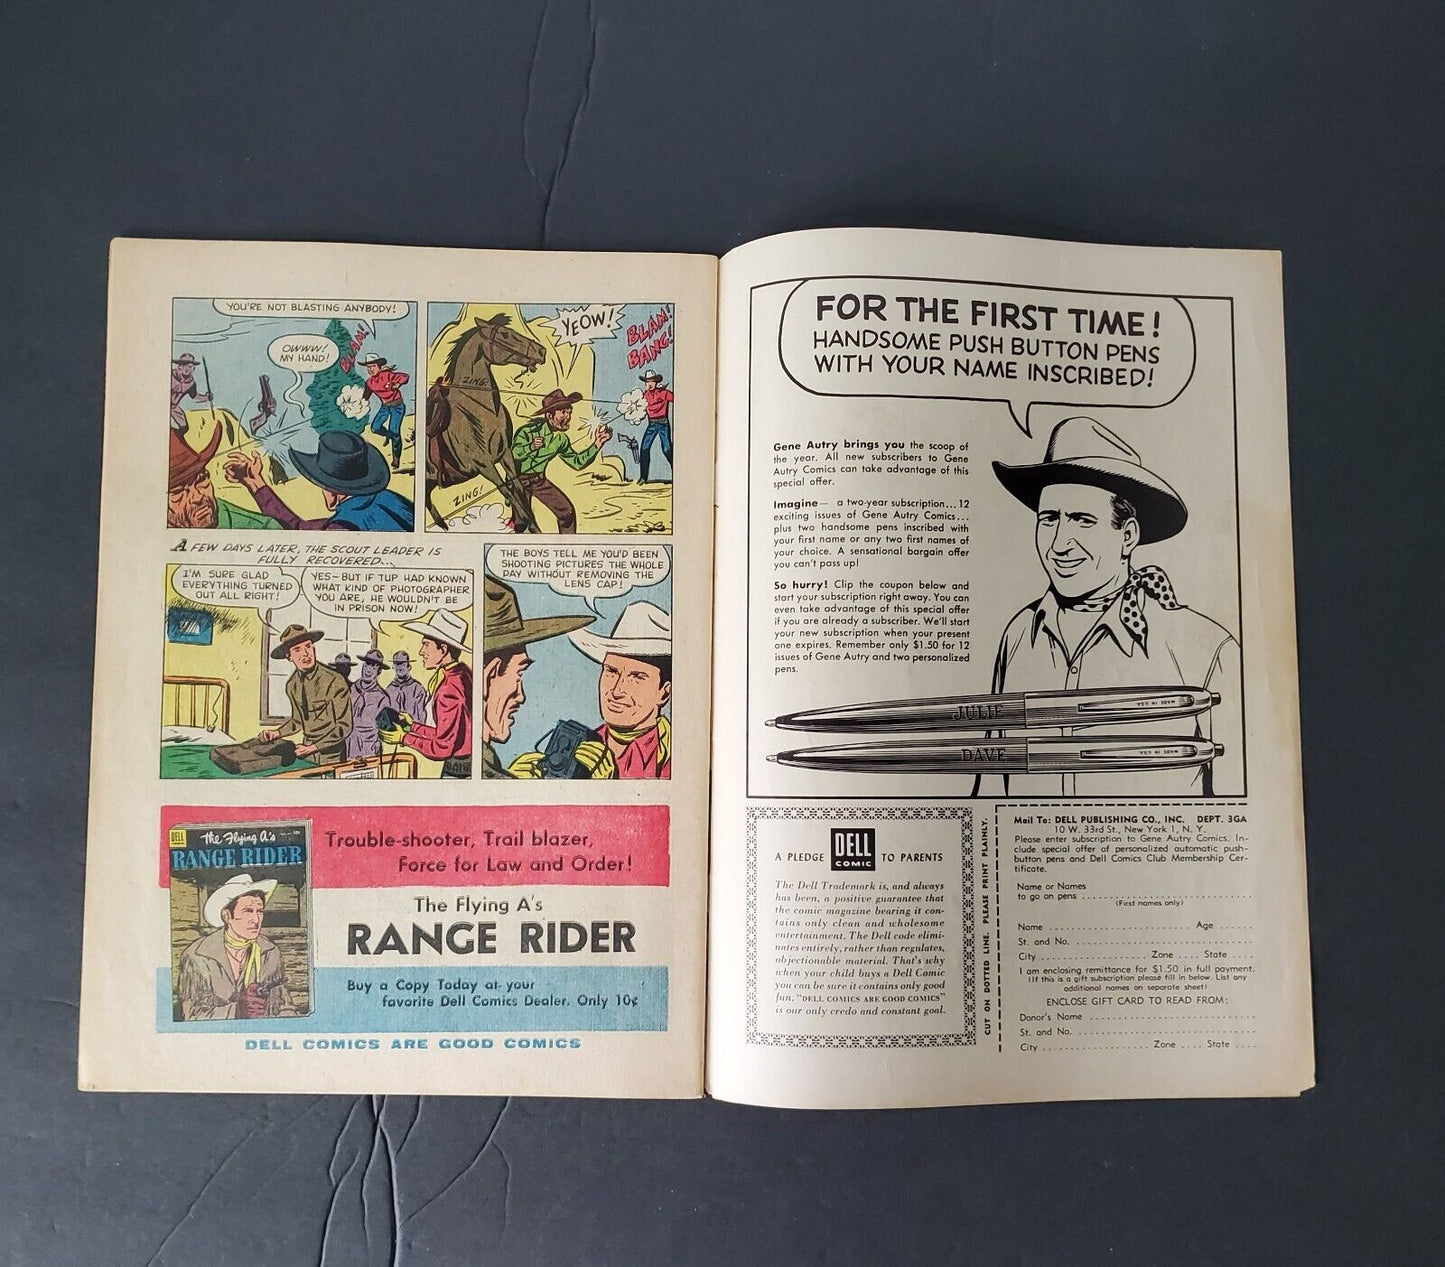 YOU'RE NOT BLASTING ANYBODY!
OWWW!
MY HAND!
BLAM!
YEOW!
BLAM!
BANG!
ZING!
ZING!
A FEW DAYS LATER, THE SCOUT LEADER IS
FULLY RECOVERED...
I'M SURE GLAD
EVERYTHING TURNED
OUT ALL RIGHT!
YES—BUT IF TUP HAD KNOWN
WHAT KIND OF PHOTOGRAPHER
YOU ARE, HE WOULDN'T BE
IN PRISON NOW!
THE BOYS TELL ME YOU'D BEEN
SHOOTING PICTURES THE WHOLE
DAY WITHOUT REMOVING THE
LENS CAP!
DELL
The Flying A's
RANGE RIDER
Trouble-shooter, Trail blazer,
Force for Law and Order!
The Flying A's
RANGE RIDER
Buy a Copy Today at your
favorite Dell Comics Dealer. Only 10¢
DELL COMICS ARE GOOD COMICS
FOR THE FIRST TIME!
HANDSOME PUSH BUTTON PENS
WITH YOUR NAME INSCRIBED!
Gene Autry brings you the scoop of
the year. All new subscribers to Gene
Autry Comics can take advantage of this
special offer.
Imagine— a two-year subscription...12
exciting issues of Gene Autry Comics...
plus two handsome pens inscribed with
your first name or any two first names of
your choice. A sensational bargain offer
you can't pass up!
So hurry! Clip the coupon below and
start your subscription right away. You can
even take advantage of this special offer
if you are already a subscriber. We'll start
your new subscription when your present
one expires. Remember only $1.50 for 12
issues of Gene Autry and two personalized
pens.
JULIE
DAVE
A PLEDGE DELL COMIC TO PARENTS
The Dell Trademark is, and always
has been, a positive guarantee that
the comic magazine bearing it con-
tains only clean and wholesome
entertainment. The Dell code elimi-
nates entirely, rather than regulates,
objectionable material. That's why
when your child buys a Dell Comic
you can be sure it contains only good
fun. "DELL COMICS ARE GOOD COMICS"
is our only credo and constant goal.
CUT ON DOTTED LINE. PLEASE PRINT PLAINLY.
Mail To: DELL PUBLISHING CO., INC. DEPT. 3GA
10 W. 33rd St., New York 1, N. Y.
Please enter subscription to Gene Autry Comics. In-
clude special offer of personalized automatic push-
button pens and Dell Comics Club Membership Cer-
tificate.
Name or Names
to go on pens
(First names only)
Name Age
St. and No.
City Zone State
I am enclosing remittance for $1.50 in full payment.
(If this is a gift subscription please fill in below. List any
additional names on separate sheet)
ENCLOSE GIFT CARD TO READ FROM:
Donor's Name
St. and No.
City Zone State